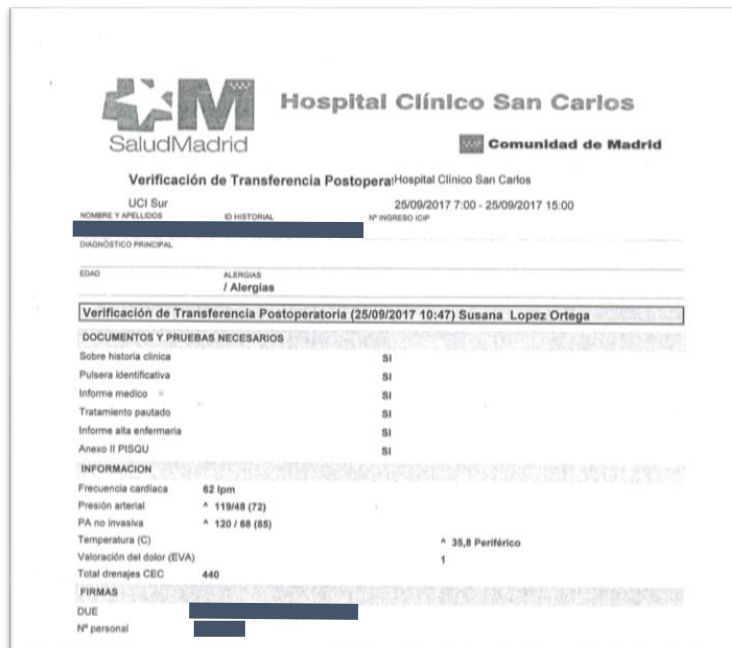 SaludMadrid
Hospital Clínico San Carlos
Comunidad de Madrid
Verificación de Transferencia Postopera Hospital Clínico San Carlos
UCI Sur 25/09/2017 7:00 - 25/09/2017 15:00
NOMBRE Y APELLIDOS ID HISTORIAL Nº INGRESO ICIP
DIAGNÓSTICO PRINCIPAL
EDAD ALERGIAS
/ Alergias
Verificación de Transferencia Postoperatoria (25/09/2017 10:47) Susana Lopez Ortega
DOCUMENTOS Y PRUEBAS NECESARIOS
Sobre historia clinica SI
Pulsera identificativa SI
Informe medico SI
Tratamiento pautado SI
Informe alta enfermeria SI
Anexo II PISQU SI
INFORMACION
Frecuencia cardiaca 62 lpm
Presión arterial ^ 119/48 (72)
PA no invasiva ^ 120 / 68 (85)
Temperatura (C) ^ 35,8 Periférico
Valoración del dolor (EVA) 1
Total drenajes CEC 440
FIRMAS
DUE
Nº personal